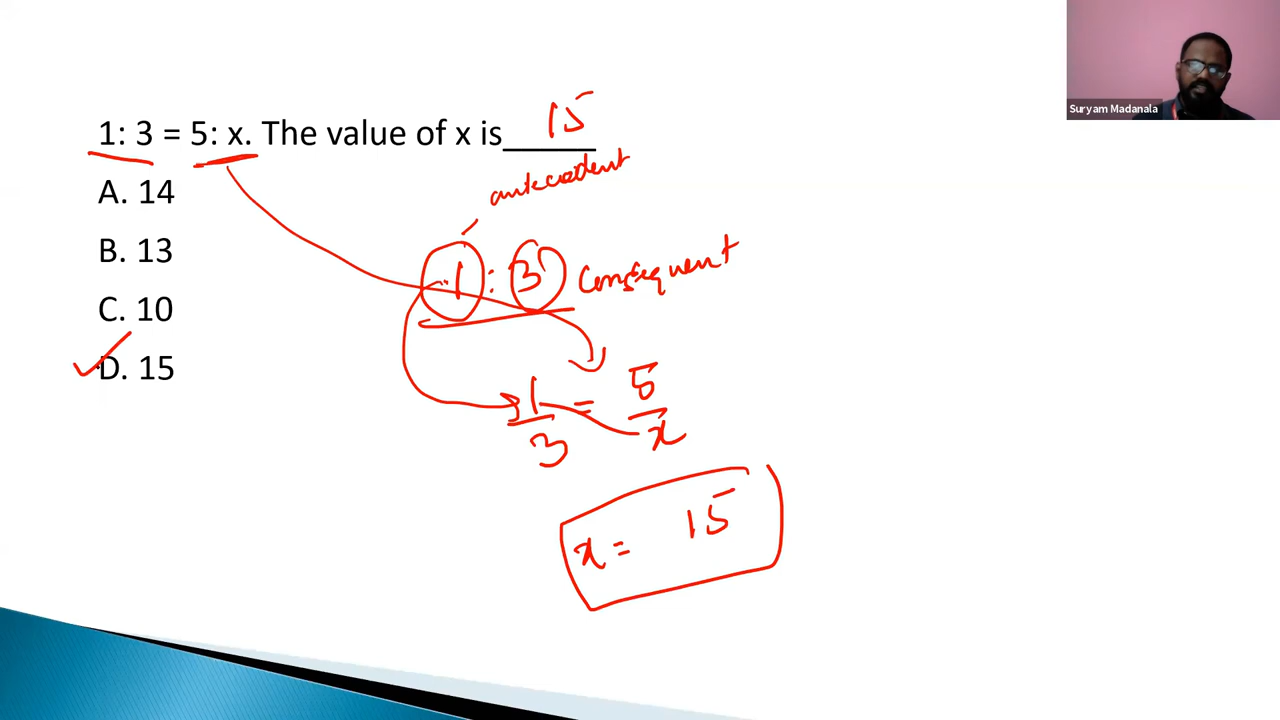 Suryam Madanala
1: 3 = 5: x. The value of x is______ 15
A. 14
antecedent
B. 13
1 : 3 Consequent
C. 10
D. 15
1/3 = 5/x
x = 15